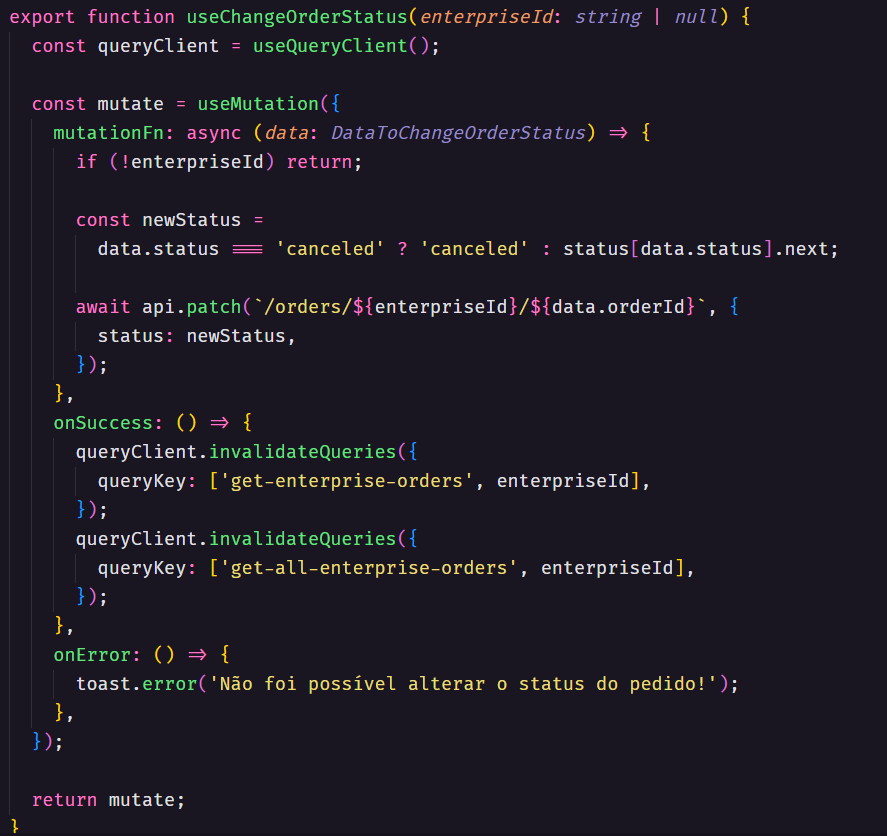 export function useChangeOrderStatus(enterpriseId: string | null) {
  const queryClient = useQueryClient();

  const mutate = useMutation({
    mutationFn: async (data: DataToChangeOrderStatus) => {
      if (!enterpriseId) return;

      const newStatus =
        data.status === 'canceled' ? 'canceled' : status[data.status].next;

      await api.patch(`/orders/${enterpriseId}/${data.orderId}`, {
        status: newStatus,
      });
    },
    onSuccess: () => {
      queryClient.invalidateQueries({
        queryKey: ['get-enterprise-orders', enterpriseId],
      });
      queryClient.invalidateQueries({
        queryKey: ['get-all-enterprise-orders', enterpriseId],
      });
    },
    onError: () => {
      toast.error('Não foi possível alterar o status do pedido!');
    },
  });

  return mutate;
}